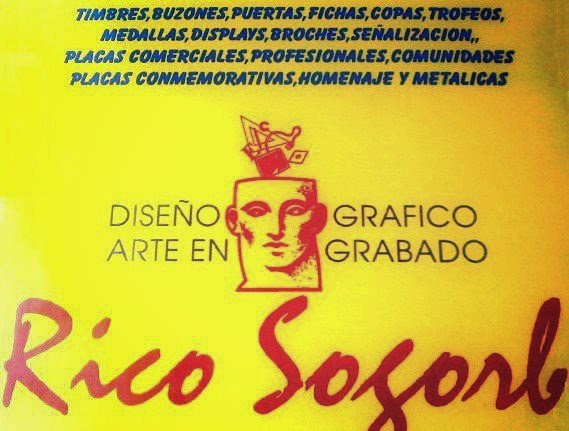 TIMBRES,BUZONES,PUERTAS,FICHAS,COPAS,TROFEOS,
MEDALLAS,DISPLAYS,BROCHES,SEÑALIZACION,,
PLACAS COMERCIALES,PROFESIONALES,COMUNIDADES
PLACAS CONMEMORATIVAS,HOMENAJE Y METALICAS
DISEÑO GRAFICO
ARTE EN GRABADO
Rico Sogorb